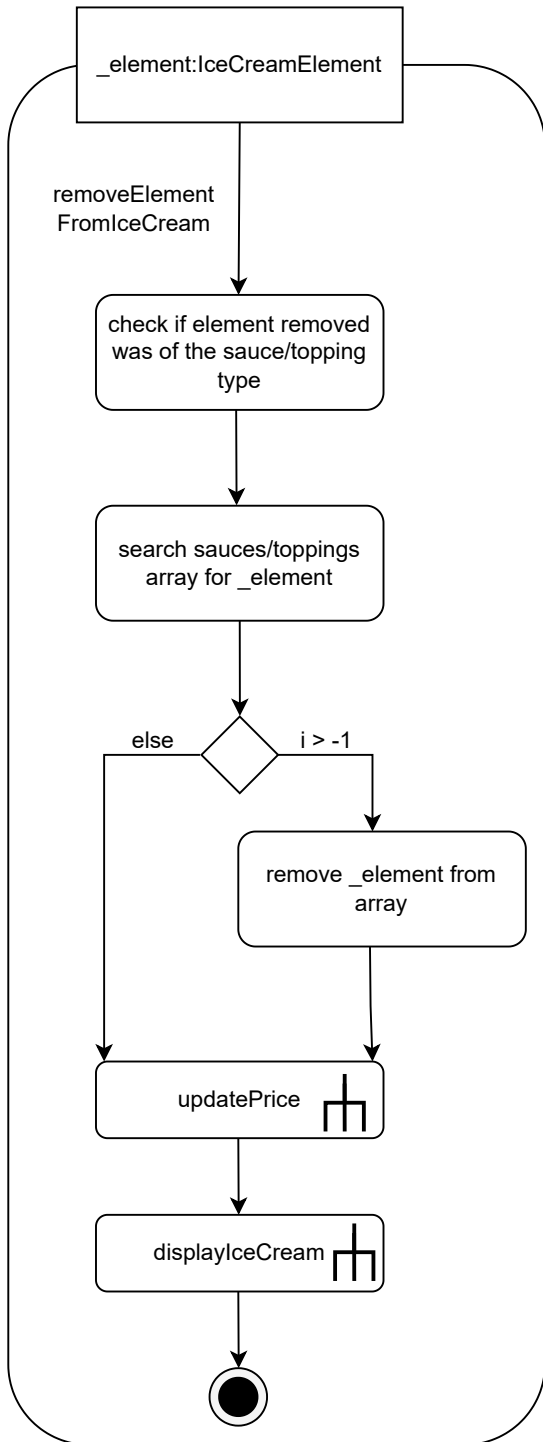 _element:IceCreamElement
removeElement
FromIceCream
check if element removed
was of the sauce/topping
type
search sauces/toppings
array for _element
else
i > -1
remove _element from
array
updatePrice
displayIceCream